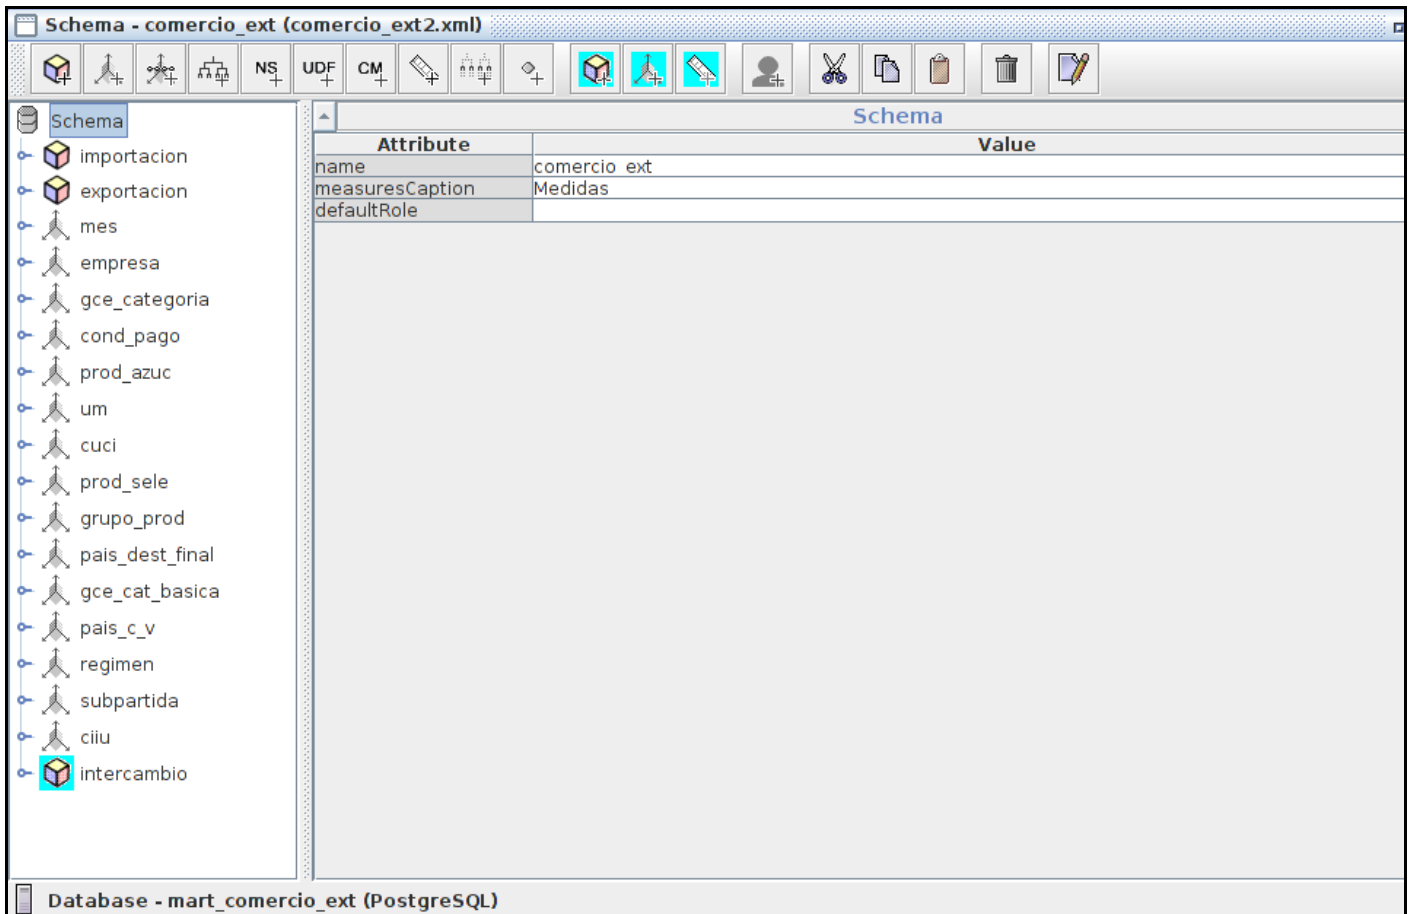 Schema - comercio_ext (comercio_ext2.xml)
NS UDF CM
Schema
importacion
exportacion
mes
empresa
gce_categoria
cond_pago
prod_azuc
um
cuci
prod_sele
grupo_prod
pais_dest_final
gce_cat_basica
pais_c_v
regimen
subpartida
ciiu
intercambio
Schema
Attribute Value
name comercio_ext
measuresCaption Medidas
defaultRole
Database - mart_comercio_ext (PostgreSQL)